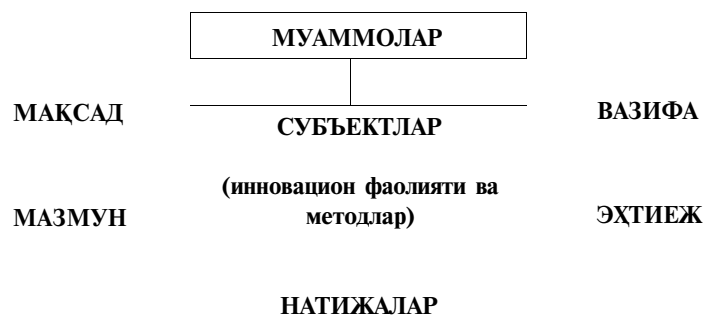 МУАММОЛАР
МАҚСАД
СУБЪЕКТЛАР
ВАЗИФА
(инновацион фаолияти ва
методлар)
МАЗМУН
ЭҲТИЕЖ
НАТИЖАЛАР